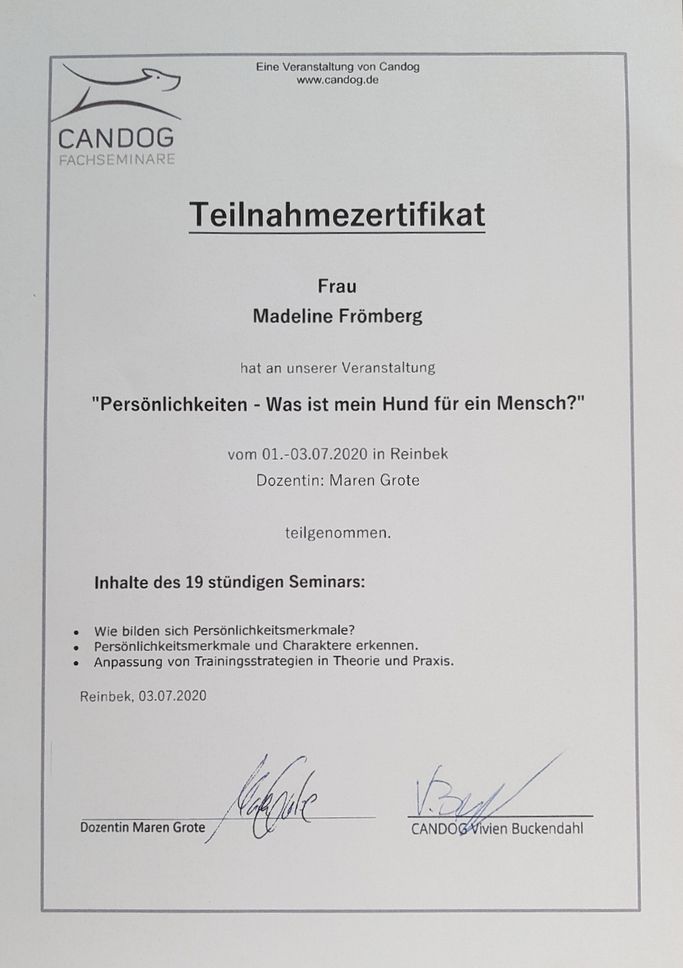 Eine Veranstaltung von Candog
www.candog.de
CANDOG
FACHSEMINARE
Teilnahmezertifikat
Frau
Madeline Frömberg
hat an unserer Veranstaltung
"Persönlichkeiten - Was ist mein Hund für ein Mensch?"
vom 01.-03.07.2020 in Reinbek
Dozentin: Maren Grote
teilgenommen.
Inhalte des 19 stündigen Seminars:
• Wie bilden sich Persönlichkeitsmerkmale?
• Persönlichkeitsmerkmale und Charaktere erkennen.
• Anpassung von Trainingsstrategien in Theorie und Praxis.
Reinbek, 03.07.2020
Dozentin Maren Grote
CANDOG Vivien Buckendahl